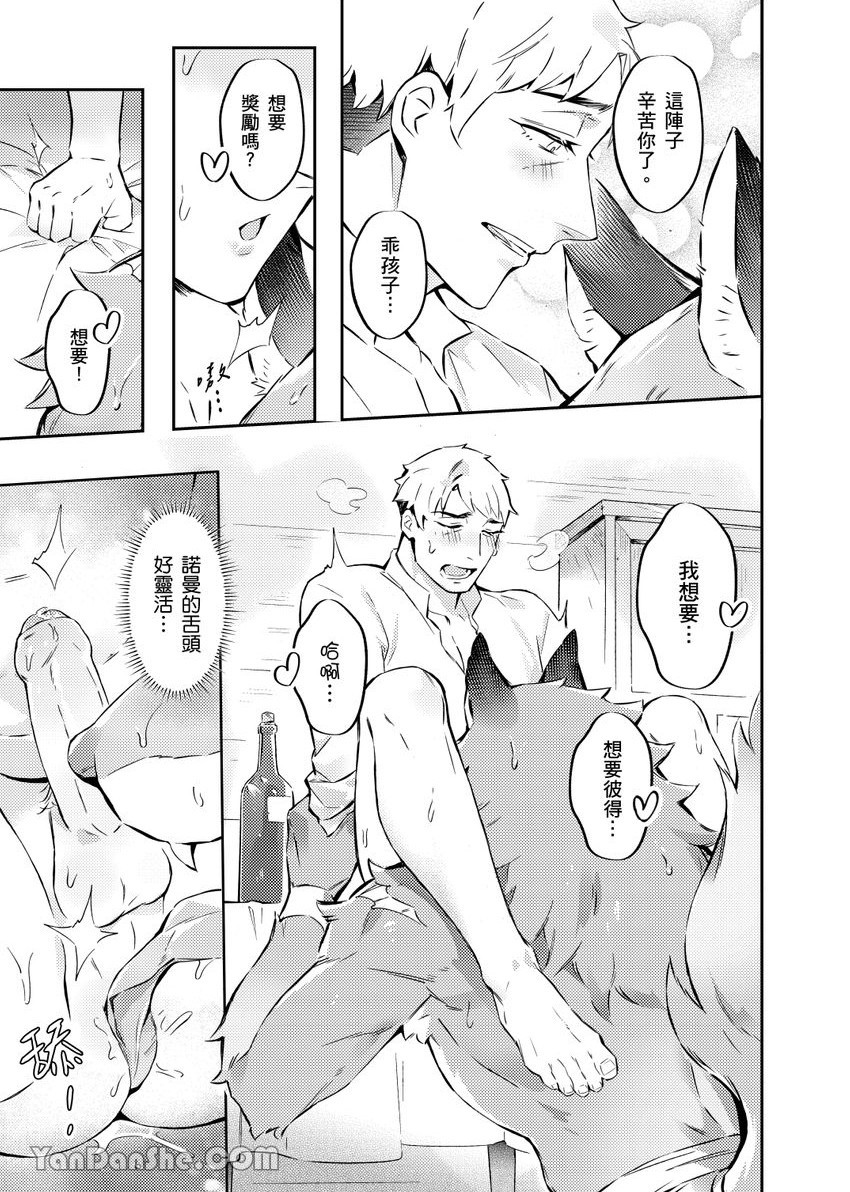 這陣子
辛苦你了。
乖孩子…
想要
獎勵嗎？
嗷…
想要！
我想要…
哈啊…
想要彼得…
諾曼的舌頭
好靈活…
舔…
YanDanShe.COM